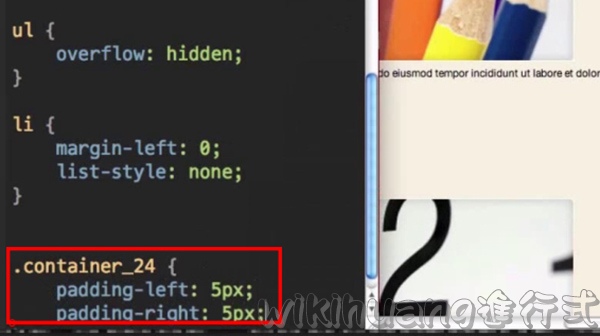 ul {
overflow: hidden;
}
li {
margin-left: 0;
list-style: none;
}
.container_24 {
padding-left: 5px;
padding-right: 5px;
do eiusmod tempor incididunt ut labore et dolor
2
wikihuang進行式